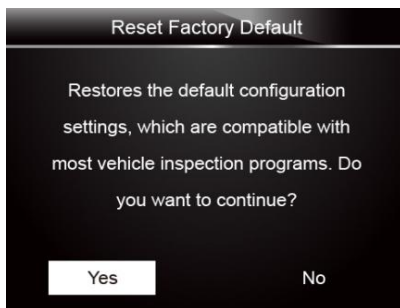 Reset Factory Default
Restores the default configuration
settings, which are compatible with
most vehicle inspection programs. Do
you want to continue?
Yes No